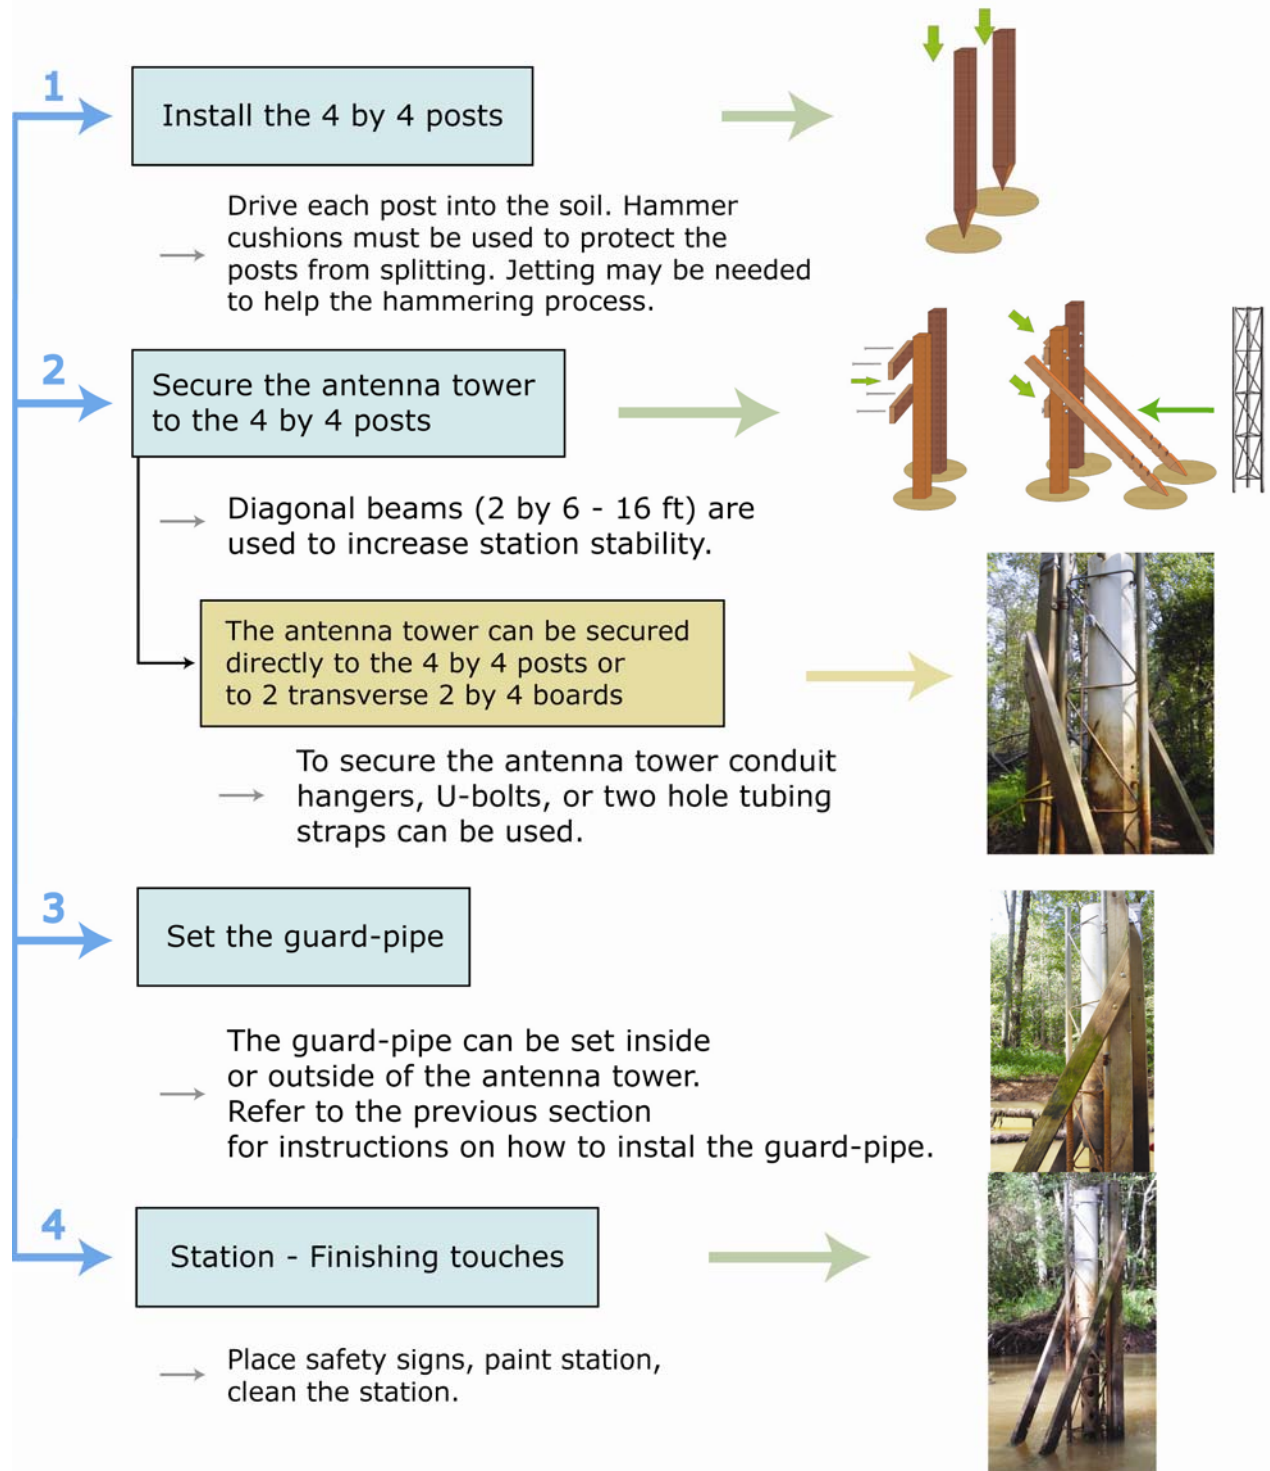 1
Install the 4 by 4 posts
Drive each post into the soil. Hammer
cushions must be used to protect the
posts from splitting. Jetting may be needed
to help the hammering process.
2
Secure the antenna tower
to the 4 by 4 posts
Diagonal beams (2 by 6 - 16 ft) are
used to increase station stability.
The antenna tower can be secured
directly to the 4 by 4 posts or
to 2 transverse 2 by 4 boards
To secure the antenna tower conduit
hangers, U-bolts, or two hole tubing
straps can be used.
3
Set the guard-pipe
The guard-pipe can be set inside
or outside of the antenna tower.
Refer to the previous section
for instructions on how to instal the guard-pipe.
4
Station - Finishing touches
Place safety signs, paint station,
clean the station.